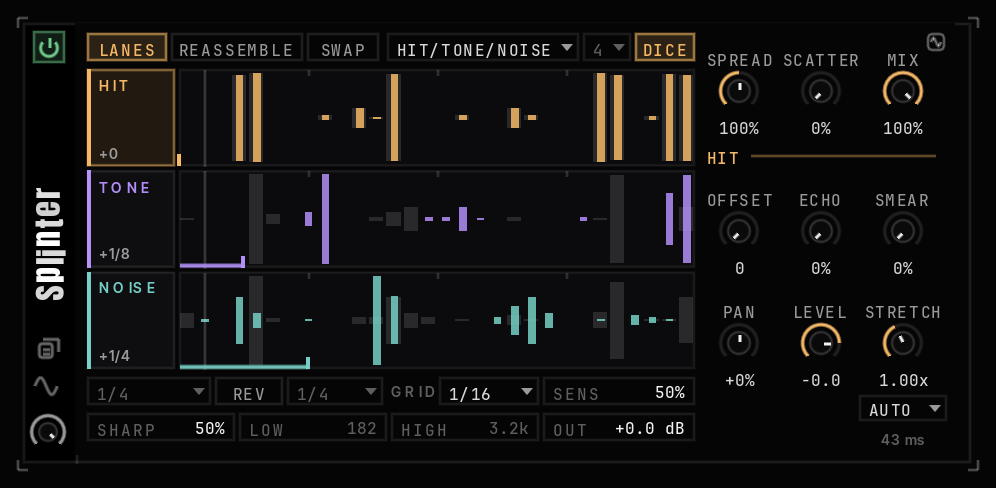 LANES REASSEMBLE SWAP HIT/TONE/NOISE 4 DICE
HIT
+0
TONE
+1/8
NOISE
+1/4
1/4 REV 1/4 GRID 1/16 SENS 50%
SHARP 50% LOW 182 HIGH 3.2k OUT +0.0 dB
Splinter
SPREAD SCATTER MIX
100% 0% 100%
HIT
OFFSET ECHO SMEAR
0 0% 0%
PAN LEVEL STRETCH
+0% -0.0 1.00x
AUTO
43 ms